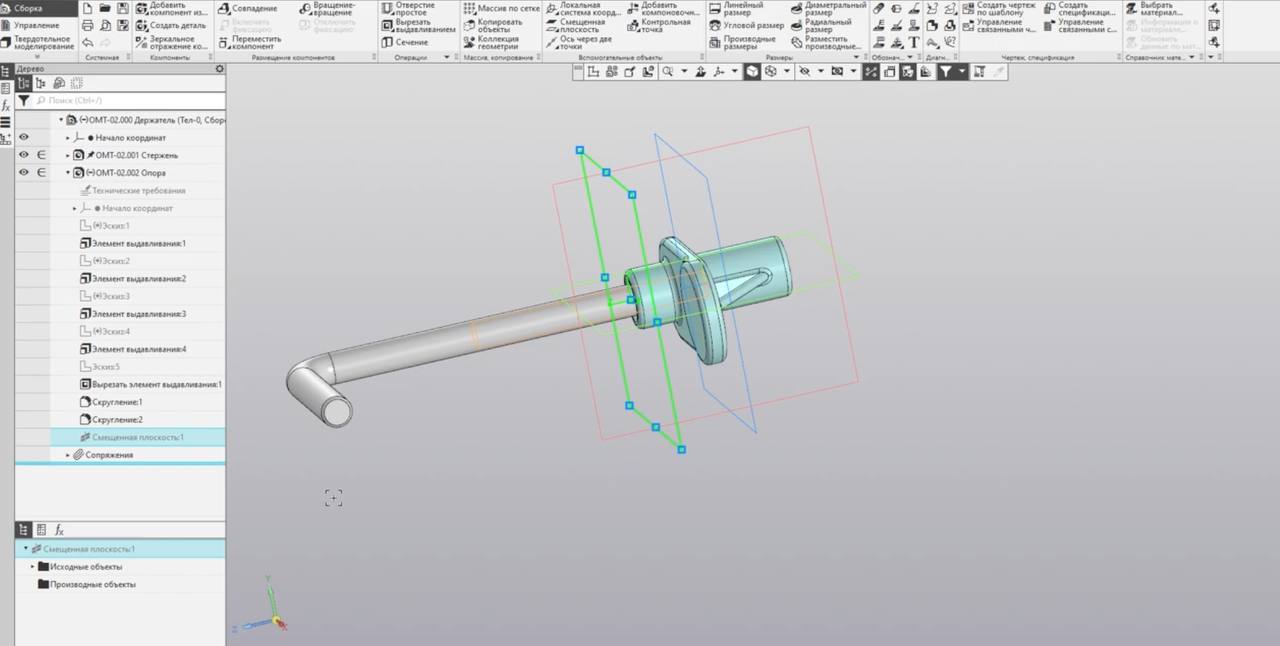 Сборка
Управление
Твердотельное
моделирование
Системная
Добавить
компонент из...
Создать деталь
Зеркальное
отражение ко...
Компоненты
Совпадение
Включить
фиксацию
Переместить
компонент
Вращение-
вращение
Отключить
фиксацию
Размещение компонентов
Отверстие
простое
Вырезать
выдавливанием
Сечение
Операции
Массив по сетке
Копировать
объекты
Коллекция
геометрии
Массив, копирование
Локальная
система коорд...
Смещенная
плоскость
Ось через две
точки
Добавить
компоновочн...
Контрольная
точка
Вспомогательные объекты
Линейный
размер
Угловой размер
Производные
размеры
Диаметральный
размер
Радиальный
размер
Разместить
производные...
Размеры
Обознач...
Диагн...
Создать чертеж
по шаблону
Управление
связанными ч...
Создать
спецификаци...
Управление
связанными с...
Чертеж, спецификация
Выбрать
материал...
Информация о
материале...
Обновить
данные по мат...
Справочник мате...
Дерево
Поиск (Ctrl+/)
(-)ОМТ-02.000 Держатель (Тел-0, Сборо
Начало координат
ОМТ-02.001 Стержень
(-)ОМТ-02.002 Опора
Технические требования
Начало координат
(+)Эскиз:1
Элемент выдавливания:1
(+)Эскиз:2
Элемент выдавливания:2
(+)Эскиз:3
Элемент выдавливания:3
(+)Эскиз:4
Элемент выдавливания:4
Эскиз:5
Вырезать элемент выдавливания:1
Скругление:1
Скругление:2
Смещенная плоскость:1
Сопряжения
Смещенная плоскость:1
Исходные объекты
Производные объекты
Y
Z
X